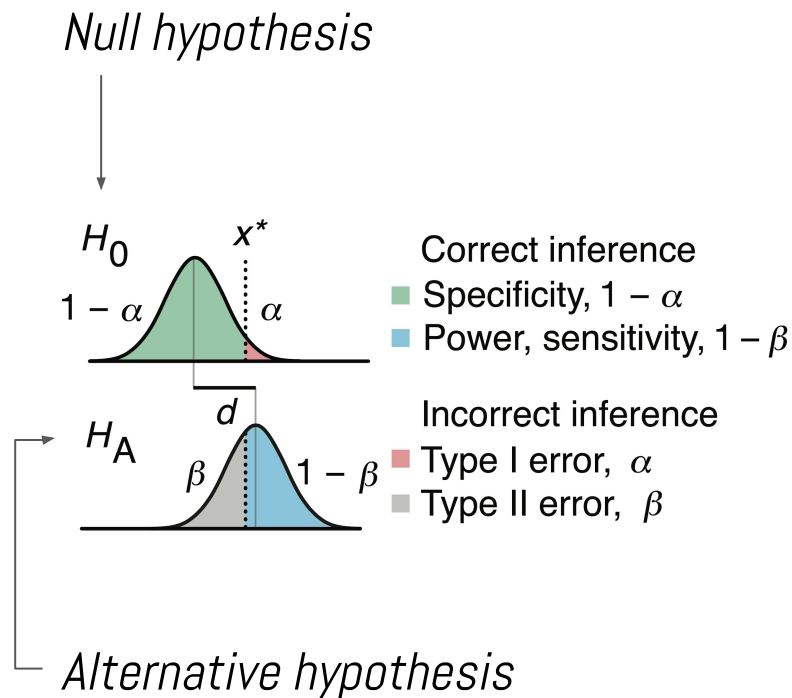 Null hypothesis
H0
x*
1 – α
α
Correct inference
Specificity, 1 – α
Power, sensitivity, 1 – β
d
HA
β
1 – β
Incorrect inference
Type I error, α
Type II error, β
Alternative hypothesis